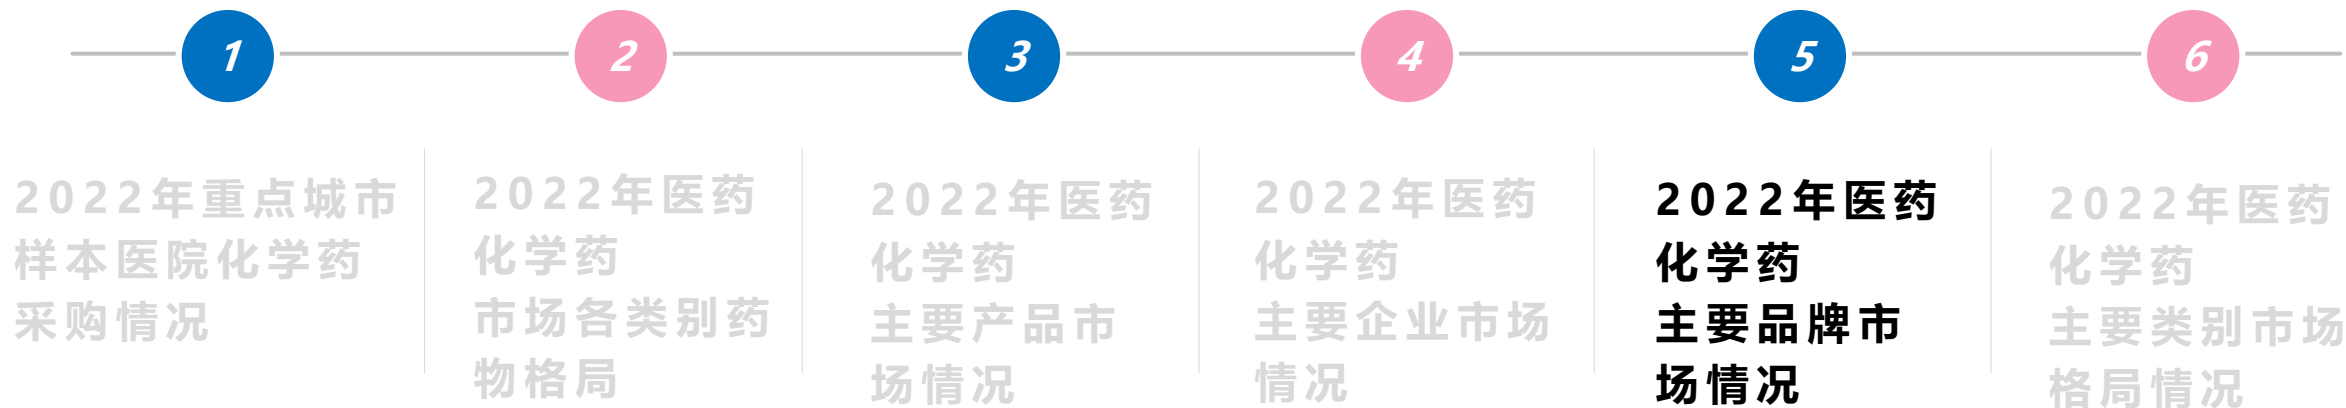 1
2022年重点城市
样本医院化学药
采购情况
2
2022年医药
化学药
市场各类别药
物格局
3
2022年医药
化学药
主要产品市
场情况
4
2022年医药
化学药
主要企业市场
情况
5
2022年医药
化学药
主要品牌市
场情况
6
2022年医药
化学药
主要类别市场
格局情况